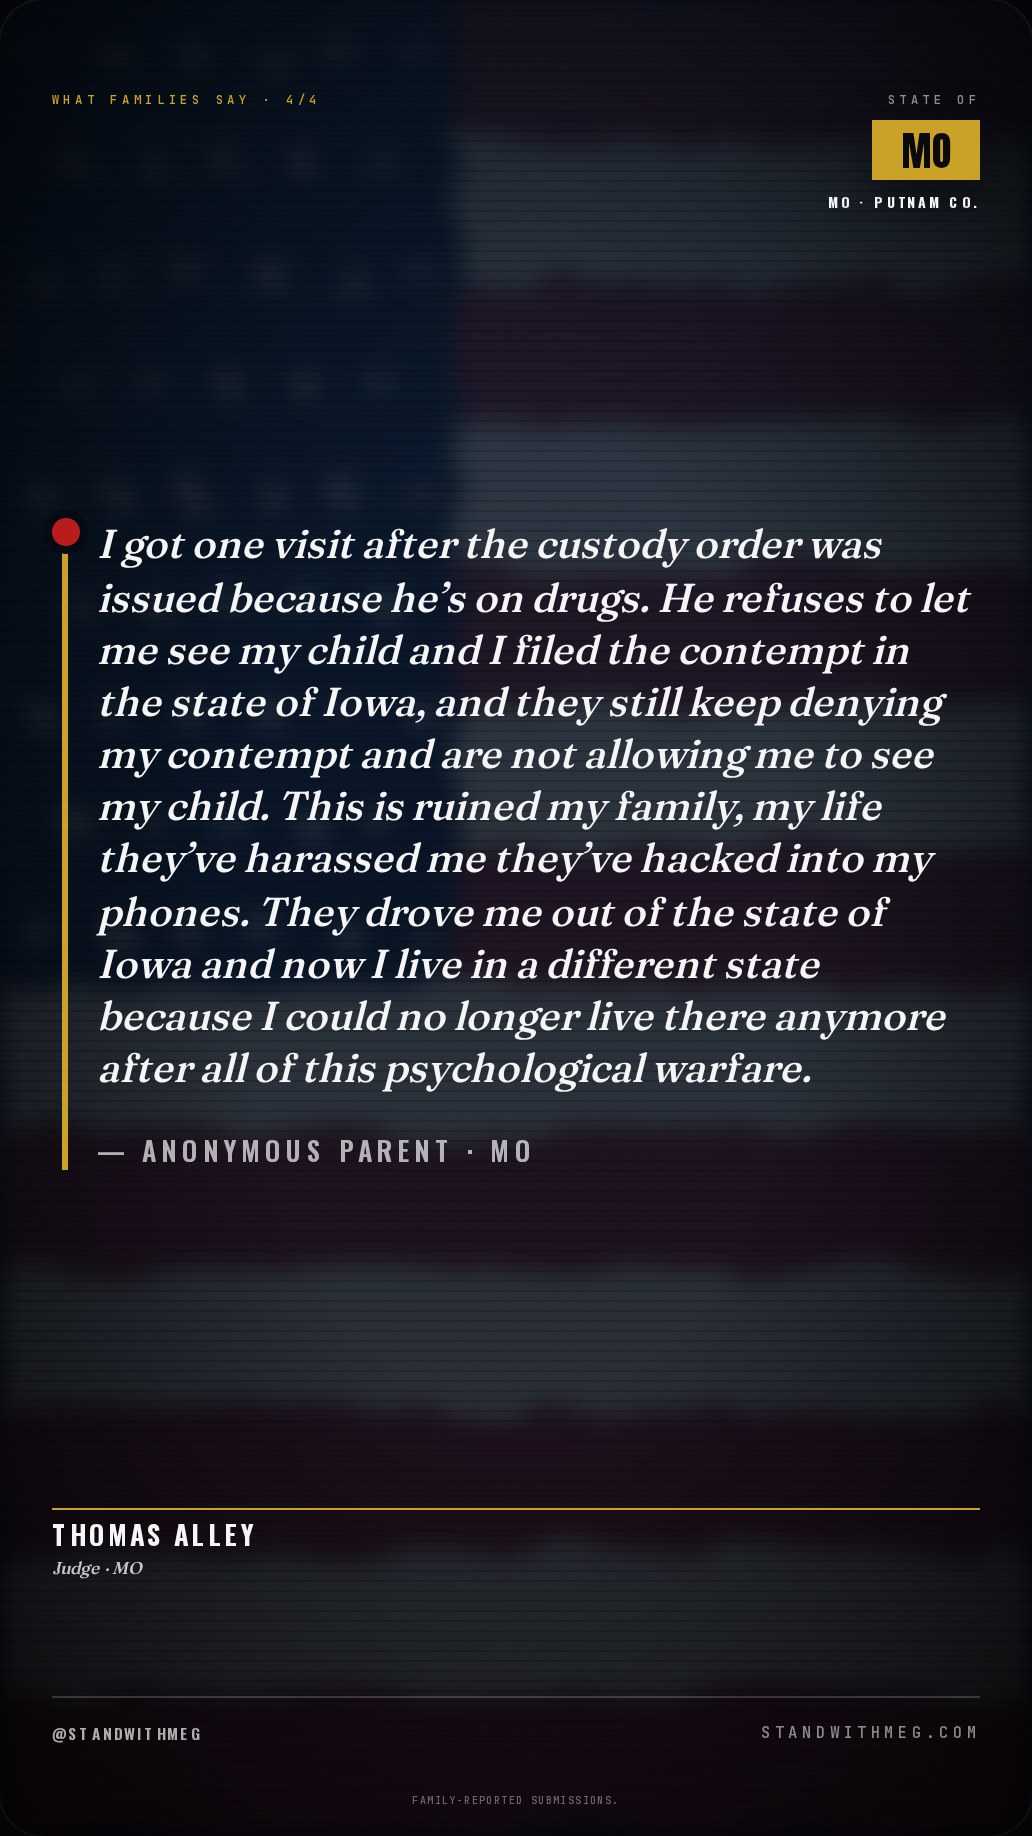 WHAT FAMILIES SAY · 4/4
STATE OF
MO
MO · PUTNAM CO.
I got one visit after the custody order was
issued because he’s on drugs. He refuses to let
me see my child and I filed the contempt in
the state of Iowa, and they still keep denying
my contempt and are not allowing me to see
my child. This is ruined my family, my life
they’ve harassed me they’ve hacked into my
phones. They drove me out of the state of
Iowa and now I live in a different state
because I could no longer live there anymore
after all of this psychological warfare.
— ANONYMOUS PARENT · MO
THOMAS ALLEY
Judge · MO
@STANDWITHMEG
STANDWITHMEG.COM
FAMILY-REPORTED SUBMISSIONS.